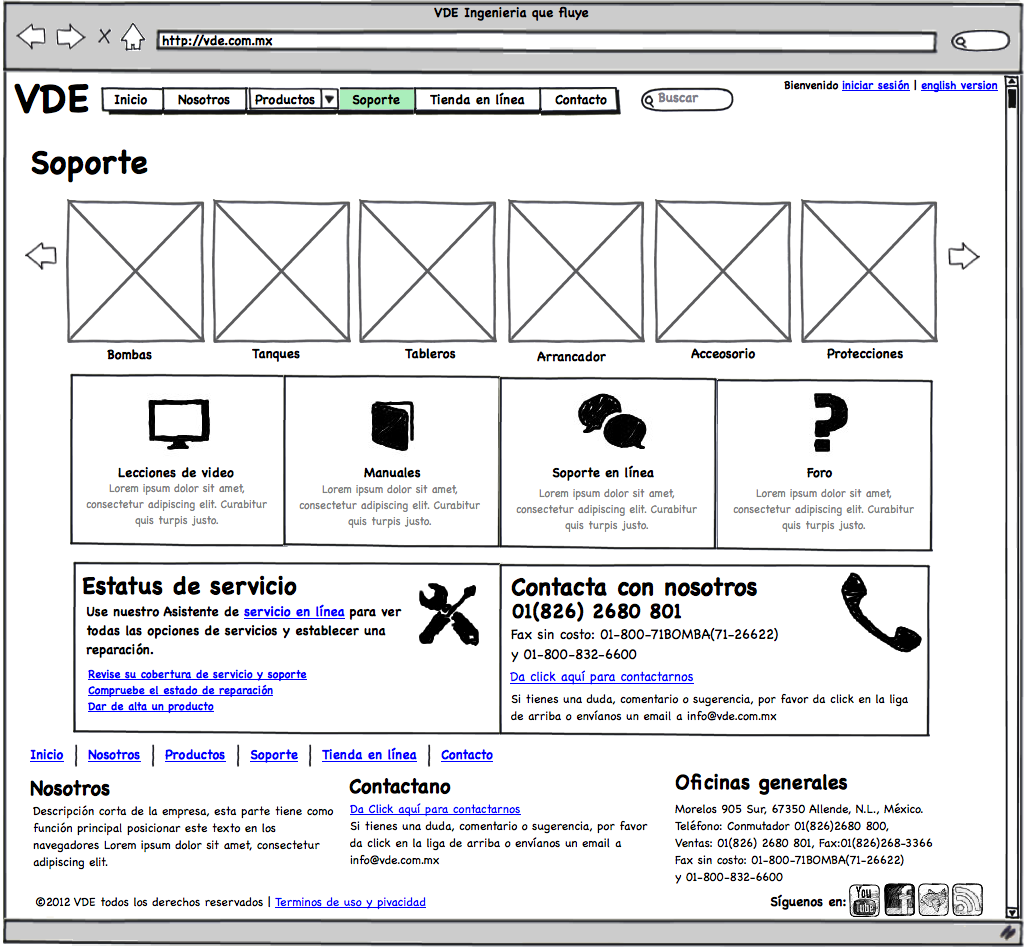 VDE Ingenieria que fluye
http://vde.com.mx
Bienvenido iniciar sesión | english version
VDE Inicio Nosotros Productos Soporte Tienda en línea Contacto Buscar
Soporte
Bombas Tanques Tableros Arrancador Acceosorio Protecciones
Lecciones de video
Lorem ipsum dolor sit amet,
consectetur adipiscing elit. Curabitur
quis turpis justo.
Manuales
Lorem ipsum dolor sit amet,
consectetur adipiscing elit. Curabitur
quis turpis justo.
Soporte en línea
Lorem ipsum dolor sit amet,
consectetur adipiscing elit. Curabitur
quis turpis justo.
Foro
Lorem ipsum dolor sit amet,
consectetur adipiscing elit. Curabitur
quis turpis justo.
Estatus de servicio
Use nuestro Asistente de servicio en línea para ver
todas las opciones de servicios y establecer una
reparación.
Revise su cobertura de servicio y soporte
Compruebe el estado de reparación
Dar de alta un producto
Contacta con nosotros
01(826) 2680 801
Fax sin costo: 01-800-71BOMBA(71-26622)
y 01-800-832-6600
Da click aquí para contactarnos
Si tienes una duda, comentario o sugerencia, por favor da click en la liga
de arriba o envíanos un email a info@vde.com.mx
Inicio | Nosotros | Productos | Soporte | Tienda en línea | Contacto
Nosotros
Descripción corta de la empresa, esta parte tiene como
función principal posicionar este texto en los
navegadores Lorem ipsum dolor sit amet, consectetur
adipiscing elit.
Contactano
Da Click aquí para contactarnos
Si tienes una duda, comentario o sugerencia, por favor
da click en la liga de arriba o envíanos un email a
info@vde.com.mx
Oficinas generales
Morelos 905 Sur, 67350 Allende, N.L., México.
Teléfono: Conmutador 01(826)2680 800,
Ventas: 01(826) 2680 801, Fax:01(826)268-3366
Fax sin costo: 01-800-71BOMBA(71-26622)
y 01-800-832-6600
©2012 VDE todos los derechos reservados | Terminos de uso y pivacidad
Síguenos en: You Tube f